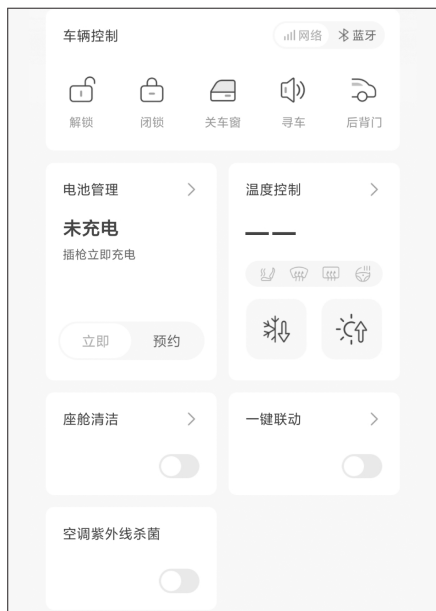 车辆控制
网络 蓝牙
解锁 闭锁 关车窗 寻车 后背门
电池管理
未充电
插枪立即充电
立即 预约
温度控制
——
座舱清洁
一键联动
空调紫外线杀菌